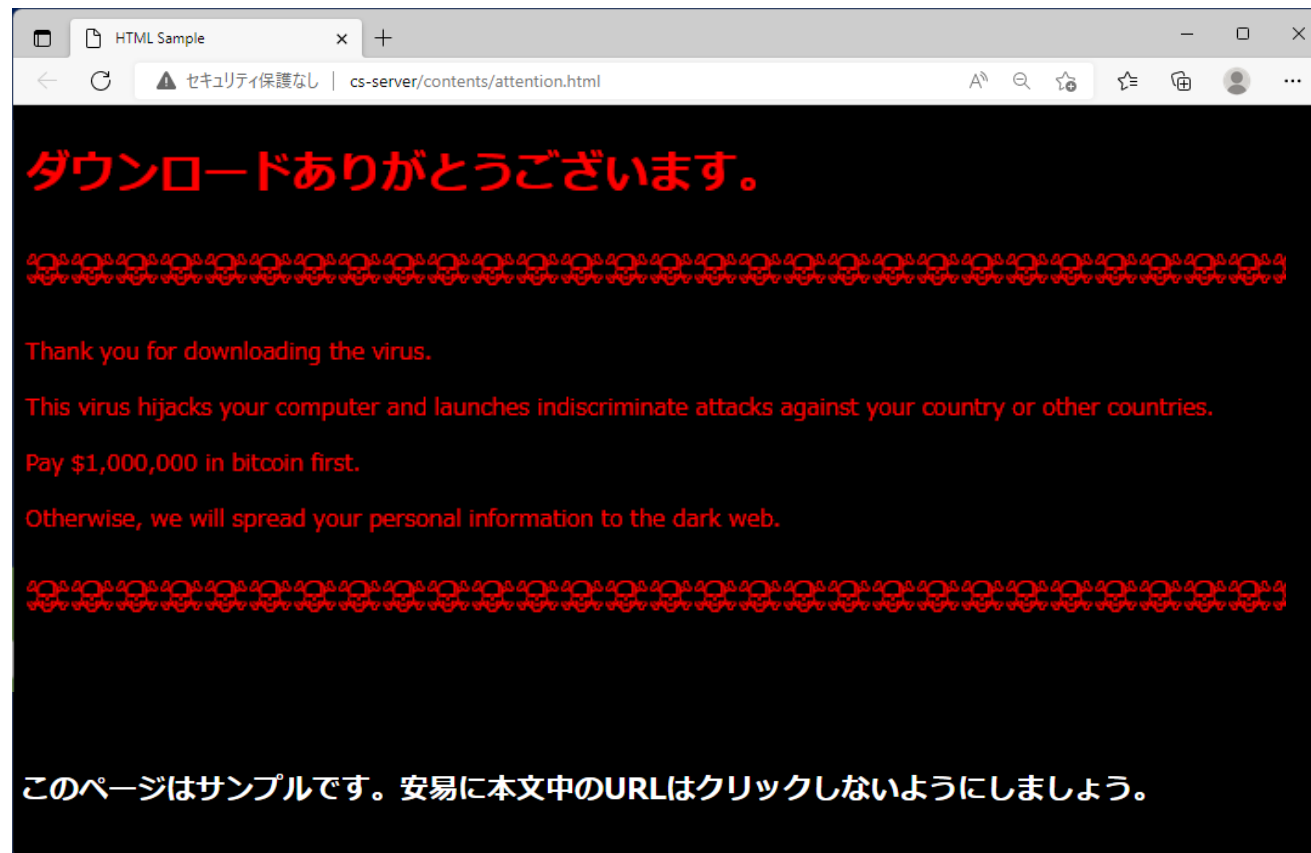 HTML Sample
セキュリティ保護なし | cs-server/contents/attention.html
ダウンロードありがとうございます。
Thank you for downloading the virus.
This virus hijacks your computer and launches indiscriminate attacks against your country or other countries.
Pay $1,000,000 in bitcoin first.
Otherwise, we will spread your personal information to the dark web.
このページはサンプルです。安易に本文中のURLはクリックしないようにしましょう。